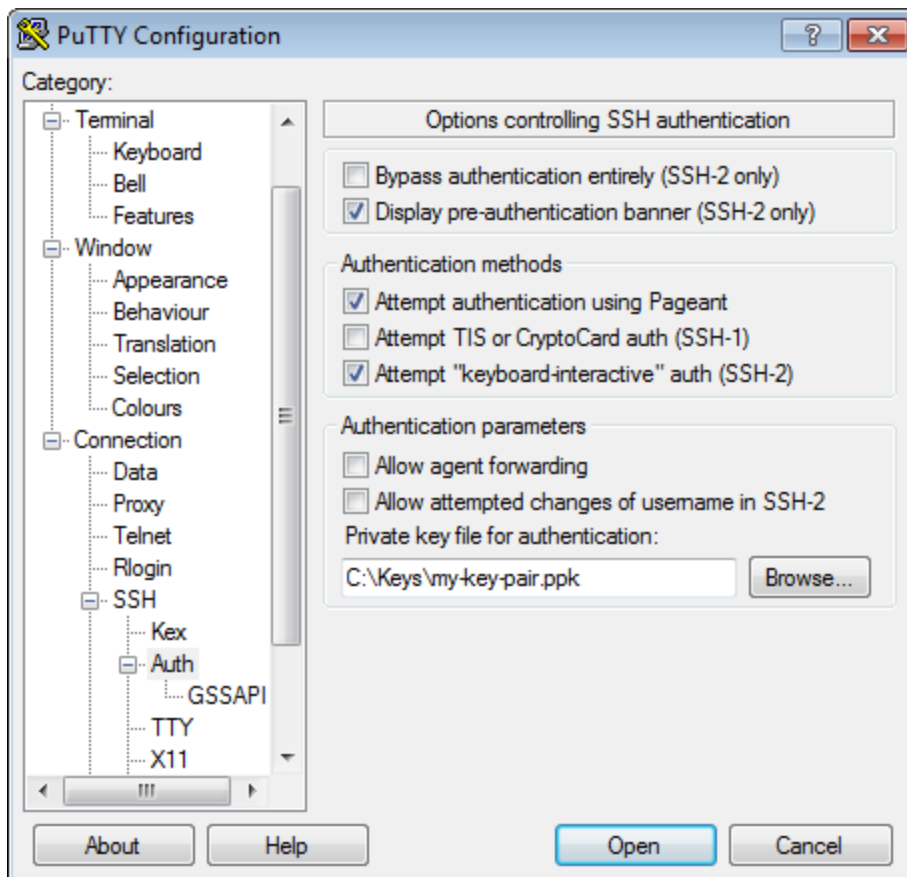 PuTTY Configuration
Category:
Terminal
Keyboard
Bell
Features
Window
Appearance
Behaviour
Translation
Selection
Colours
Connection
Data
Proxy
Telnet
Rlogin
SSH
Kex
Auth
GSSAPI
TTY
X11
Options controlling SSH authentication
Bypass authentication entirely (SSH-2 only)
Display pre-authentication banner (SSH-2 only)
Authentication methods
Attempt authentication using Pageant
Attempt TIS or CryptoCard auth (SSH-1)
Attempt "keyboard-interactive" auth (SSH-2)
Authentication parameters
Allow agent forwarding
Allow attempted changes of username in SSH-2
Private key file for authentication:
C:\Keys\my-key-pair.ppk
Browse...
About
Help
Open
Cancel